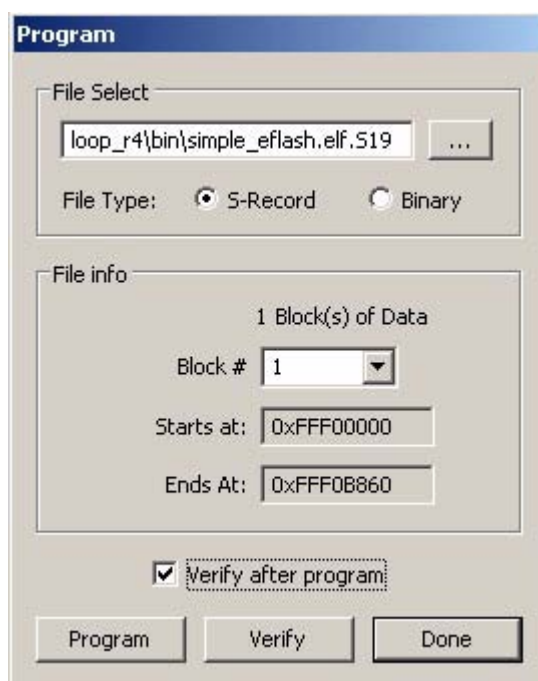 Program
File Select
loop_r4\bin\simple_eflash.elf.S19 ...
File Type: S-Record Binary
File info
1 Block(s) of Data
Block # 1
Starts at: 0xFFF00000
Ends At: 0xFFF0B860
Verify after program
Program Verify Done